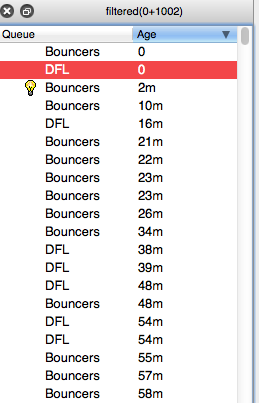 filtered(0+1002)
Queue Age
Bouncers 0
DFL 0
Bouncers 2m
Bouncers 10m
DFL 16m
Bouncers 21m
Bouncers 22m
Bouncers 23m
Bouncers 23m
Bouncers 26m
Bouncers 34m
DFL 38m
DFL 39m
DFL 48m
Bouncers 48m
DFL 54m
DFL 54m
Bouncers 55m
Bouncers 57m
Bouncers 58m